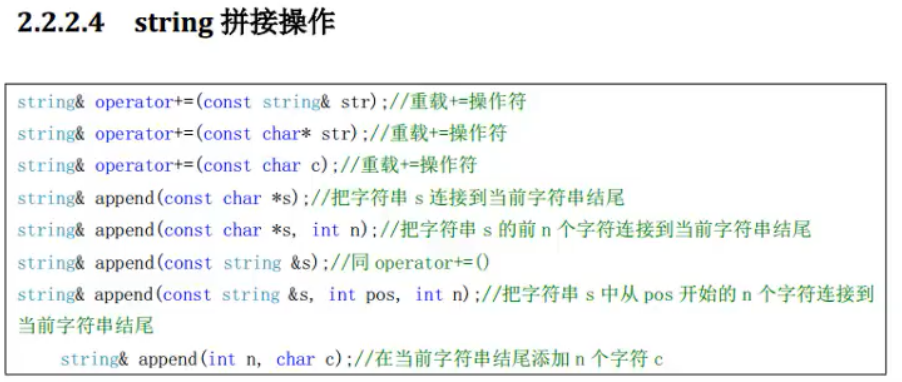 2.2.2.4 string 拼接操作
string& operator+=(const string& str);//重载+=操作符
string& operator+=(const char* str);//重载+=操作符
string& operator+=(const char c);//重载+=操作符
string& append(const char *s);//把字符串 s 连接到当前字符串结尾
string& append(const char *s, int n);//把字符串 s 的前 n 个字符连接到当前字符串结尾
string& append(const string &s);//同 operator+=()
string& append(const string &s, int pos, int n);//把字符串 s 中从 pos 开始的 n 个字符连接到
当前字符串结尾
string& append(int n, char c);//在当前字符串结尾添加 n 个字符 c